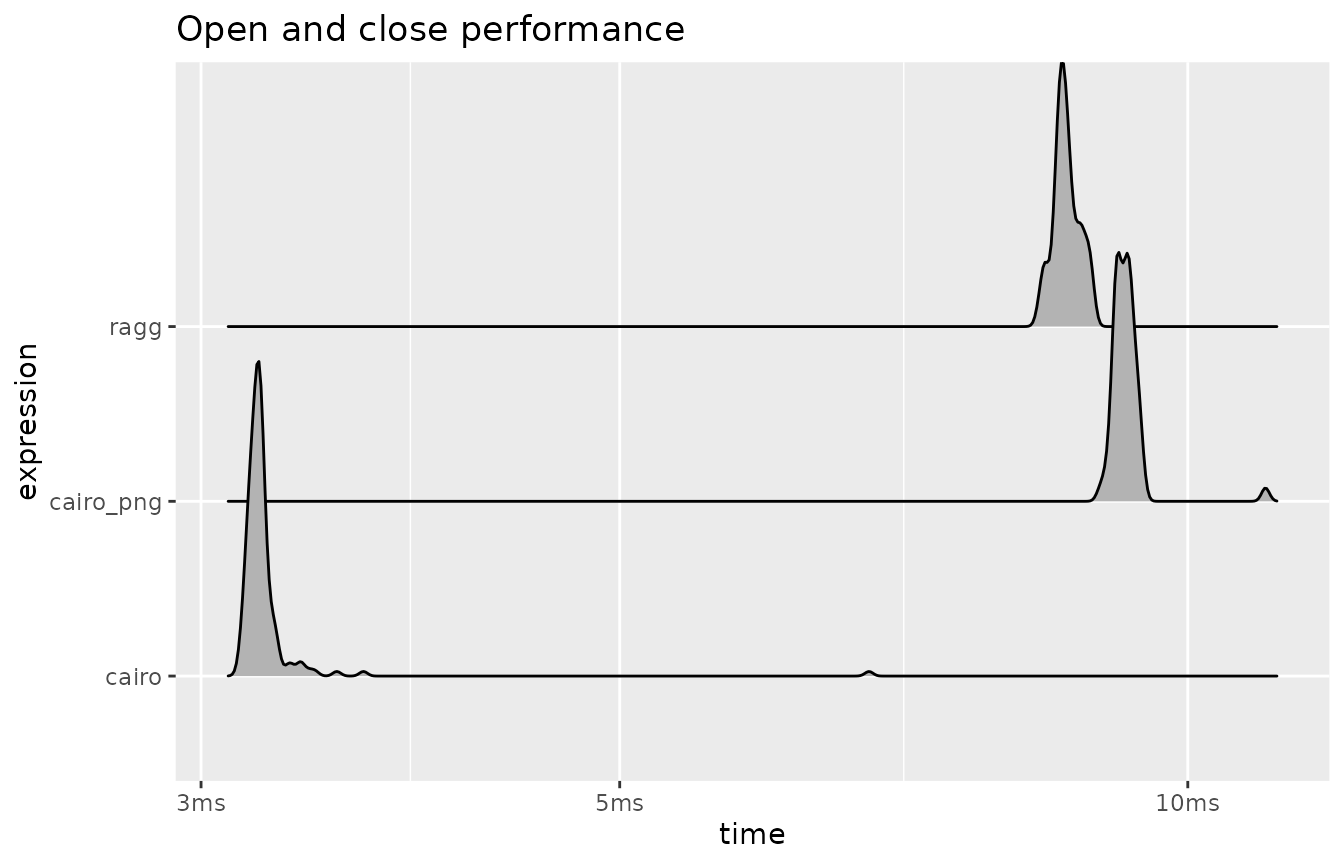 Open and close performance
ragg
cairo_png
cairo
expression
3ms
5ms
10ms
time